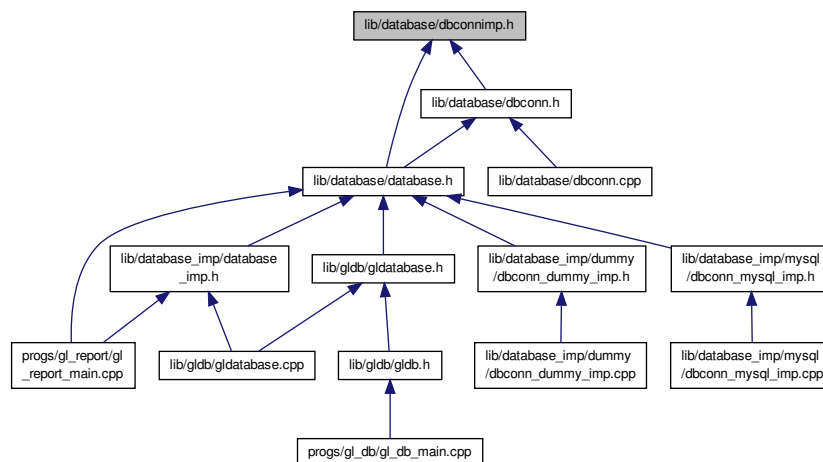 lib/database/dbconnimp.h
lib/database/dbconn.h
lib/database/database.h
lib/database/dbconn.cpp
lib/database_imp/database
_imp.h
lib/gldb/gldatabase.h
lib/database_imp/dummy
/dbconn_dummy_imp.h
lib/database_imp/mysql
/dbconn_mysql_imp.h
progs/gl_report/gl
_report_main.cpp
lib/gldb/gldatabase.cpp
lib/gldb/gldb.h
lib/database_imp/dummy
/dbconn_dummy_imp.cpp
lib/database_imp/mysql
/dbconn_mysql_imp.cpp
progs/gl_db/gl_db_main.cpp